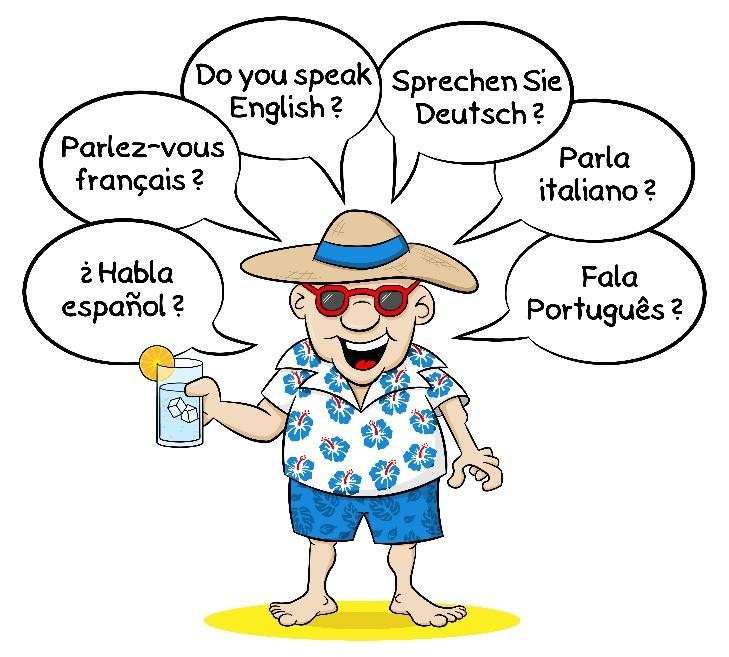 Do you speak
English ?
Sprechen Sie
Deutsch ?
Parlez-vous
français ?
Parla
italiano ?
¿Habla
español ?
Fala
Português ?